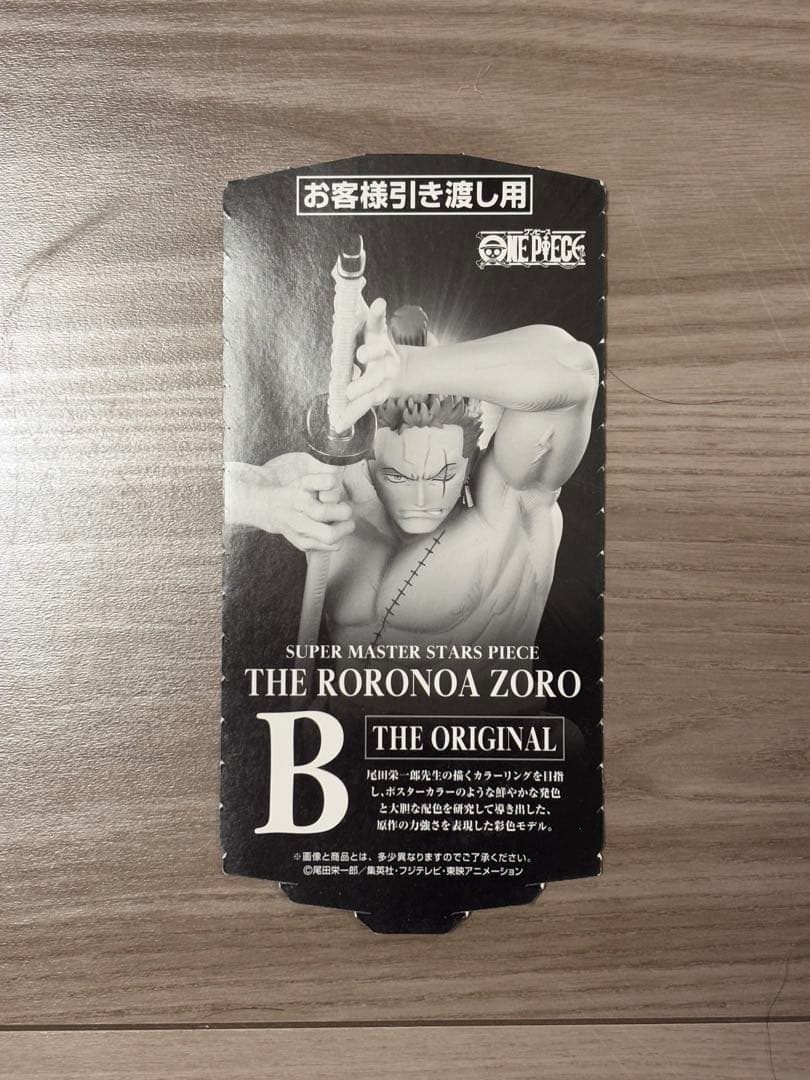 お客様引き渡し用
ワンピース
ONE PIECE
SUPER MASTER STARS PIECE
THE RORONOA ZORO
B
THE ORIGINAL
尾田栄一郎先生の描くカラーリングを目指
し、ポスターカラーのような鮮やかな発色
と大胆な配色を研究して導き出した、
原作の力強さを表現した彩色モデル。
※画像と商品とは、多少異なりますのでご了承ください。
©尾田栄一郎／集英社・フジテレビ・東映アニメーション